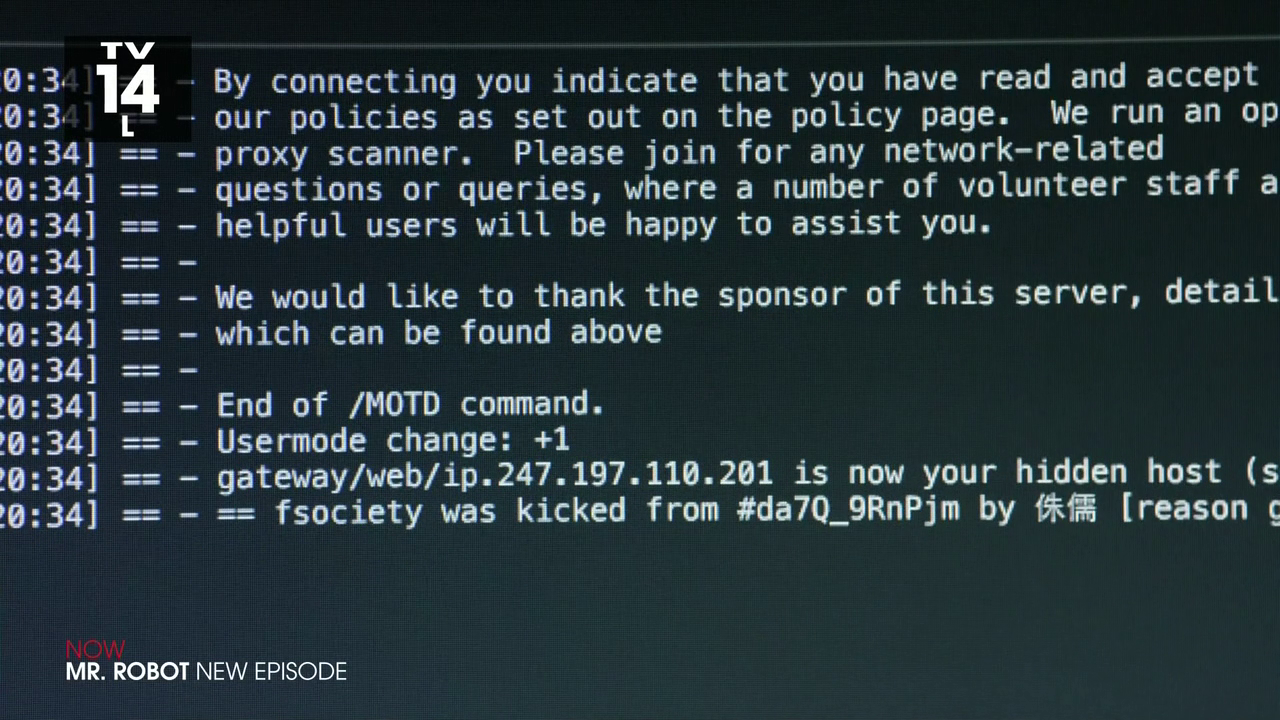 TV
14
L
20:34] == - By connecting you indicate that you have read and accept
20:34] == - our policies as set out on the policy page.  We run an op
20:34] == - proxy scanner.  Please join for any network-related
20:34] == - questions or queries, where a number of volunteer staff a
20:34] == - helpful users will be happy to assist you.
20:34] == -
20:34] == - We would like to thank the sponsor of this server, detail
20:34] == - which can be found above
20:34] == -
20:34] == - End of /MOTD command.
20:34] == - Usermode change: +1
20:34] == - gateway/web/ip.247.197.110.201 is now your hidden host (s
20:34] == - == fsociety was kicked from #da7Q_9RnPjm by 侏儒 [reason g
NOW
MR. ROBOT NEW EPISODE